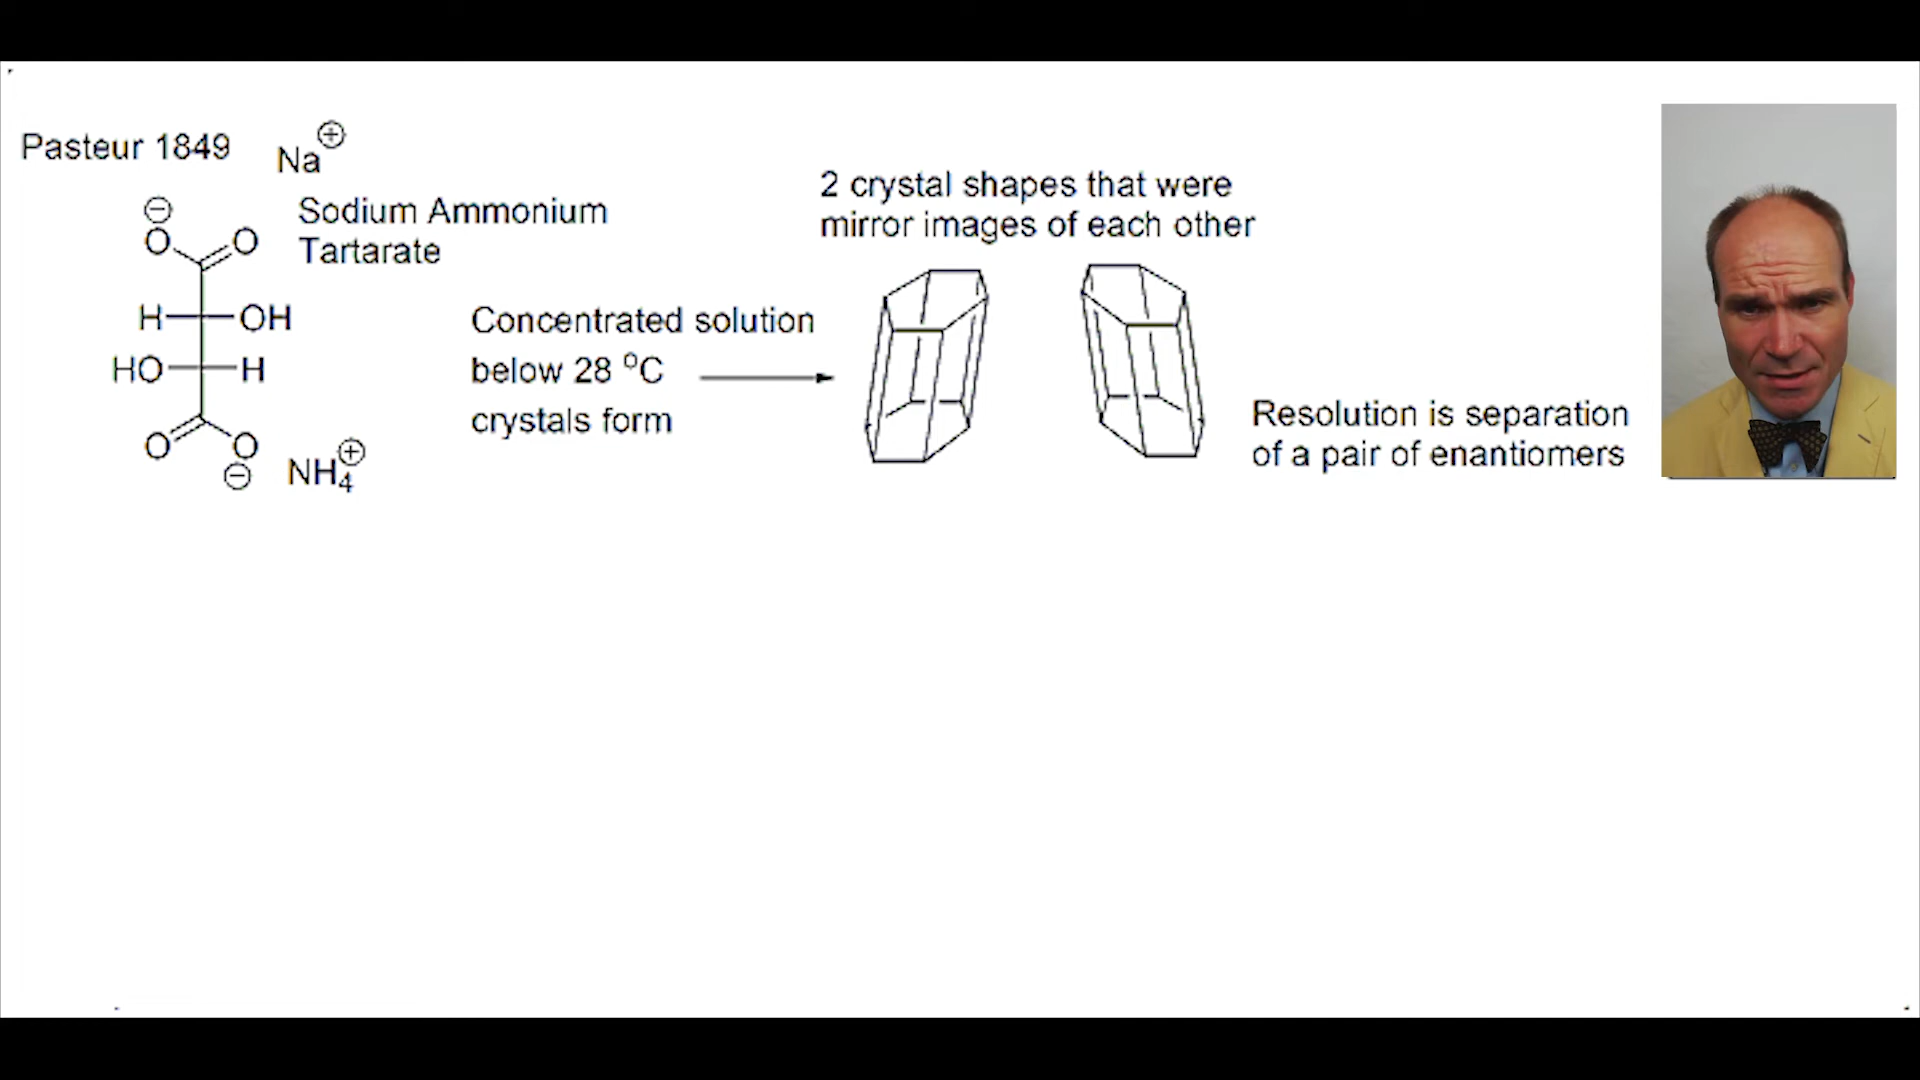 Pasteur 1849
Na⊕
Sodium Ammonium
Tartarate
⊖
O O
H OH
HO H
O O
⊖
NH₄⊕
Concentrated solution
below 28 ⁰C
crystals form
2 crystal shapes that were
mirror images of each other
Resolution is separation
of a pair of enantiomers